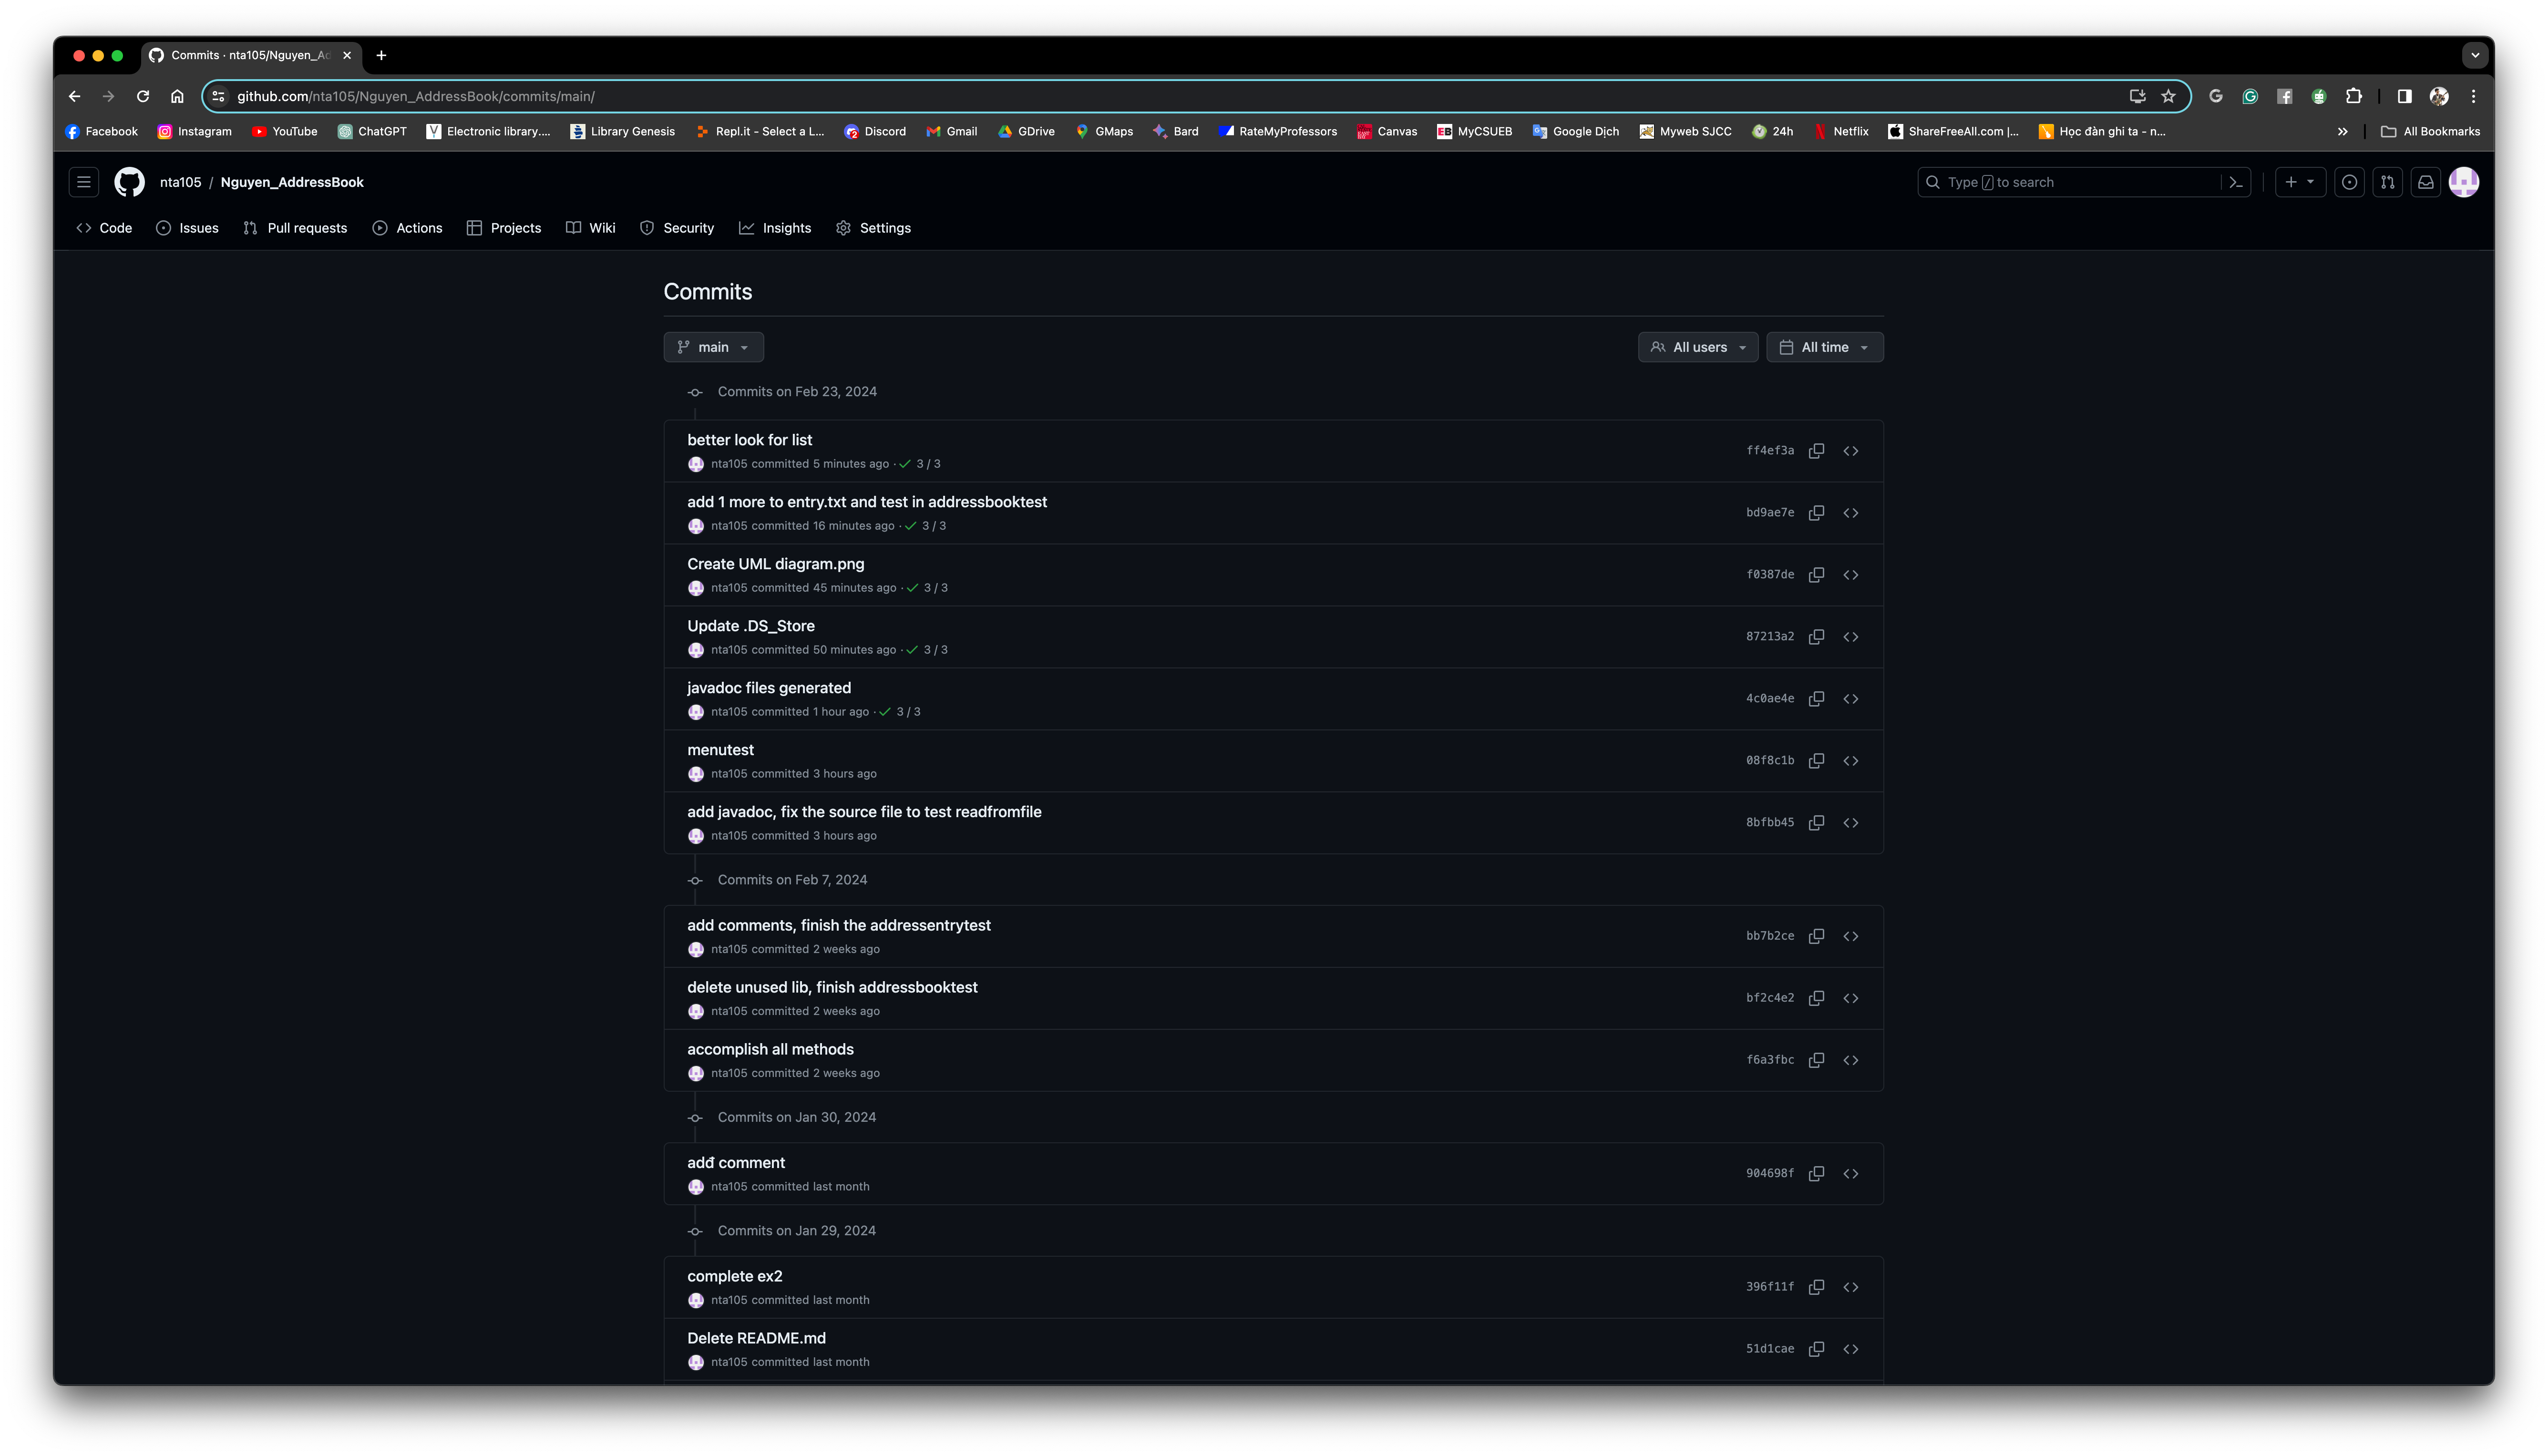 Commits · nta105/Nguyen_Ad
github.com/nta105/Nguyen_AddressBook/commits/main/
Facebook Instagram YouTube ChatGPT Electronic library.... Library Genesis Repl.it - Select a L... Discord Gmail GDrive GMaps Bard RateMyProfessors Canvas MyCSUEB Google Dịch Myweb SJCC 24h Netflix ShareFreeAll.com |... Học đàn ghi ta - n... All Bookmarks
nta105 / Nguyen_AddressBook Type / to search
Code Issues Pull requests Actions Projects Wiki Security Insights Settings
Commits
main All users All time
Commits on Feb 23, 2024
better look for list
nta105 committed 5 minutes ago · 3 / 3
ff4ef3a
add 1 more to entry.txt and test in addressbooktest
nta105 committed 16 minutes ago · 3 / 3
bd9ae7e
Create UML diagram.png
nta105 committed 45 minutes ago · 3 / 3
f0387de
Update .DS_Store
nta105 committed 50 minutes ago · 3 / 3
87213a2
javadoc files generated
nta105 committed 1 hour ago · 3 / 3
4c0ae4e
menutest
nta105 committed 3 hours ago
08f8c1b
add javadoc, fix the source file to test readfromfile
nta105 committed 3 hours ago
8bfbb45
Commits on Feb 7, 2024
add comments, finish the addressentrytest
nta105 committed 2 weeks ago
bb7b2ce
delete unused lib, finish addressbooktest
nta105 committed 2 weeks ago
bf2c4e2
accomplish all methods
nta105 committed 2 weeks ago
f6a3fbc
Commits on Jan 30, 2024
adđ comment
nta105 committed last month
904698f
Commits on Jan 29, 2024
complete ex2
nta105 committed last month
396f11f
Delete README.md
nta105 committed last month
51d1cae